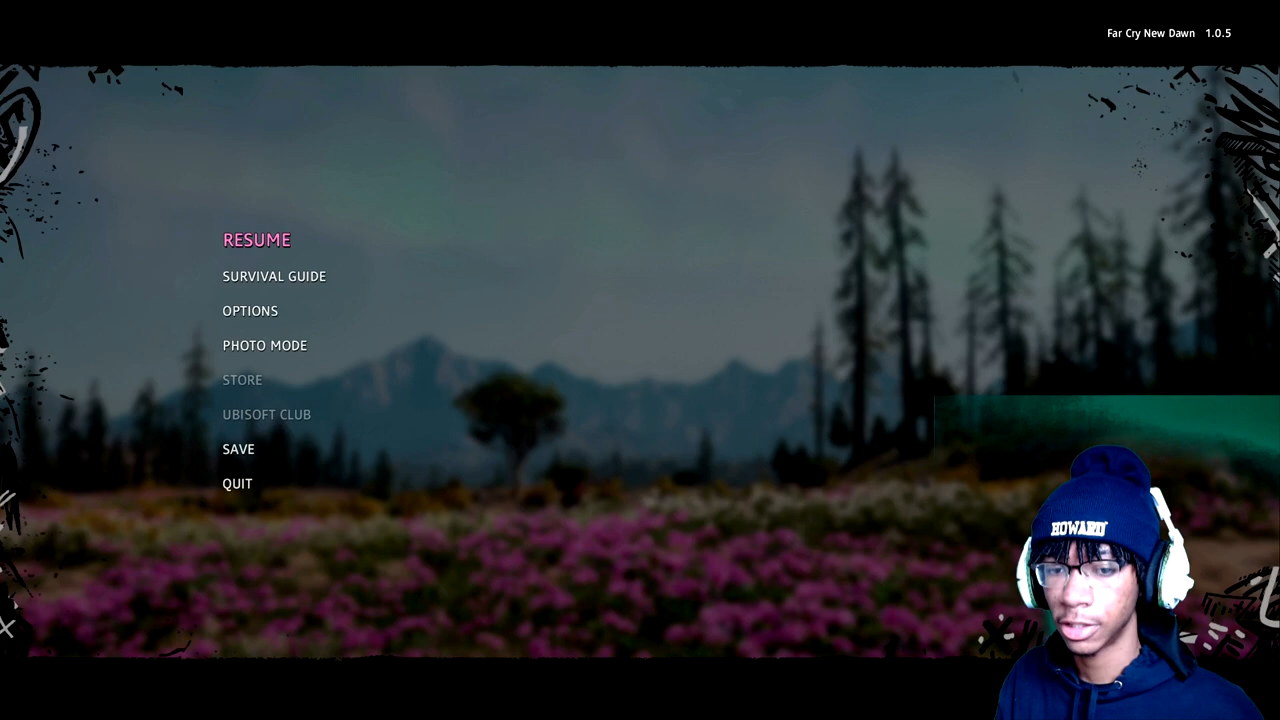 Far Cry New Dawn 1.0.5
RESUME
SURVIVAL GUIDE
OPTIONS
PHOTO MODE
STORE
UBISOFT CLUB
SAVE
QUIT
HOWARD